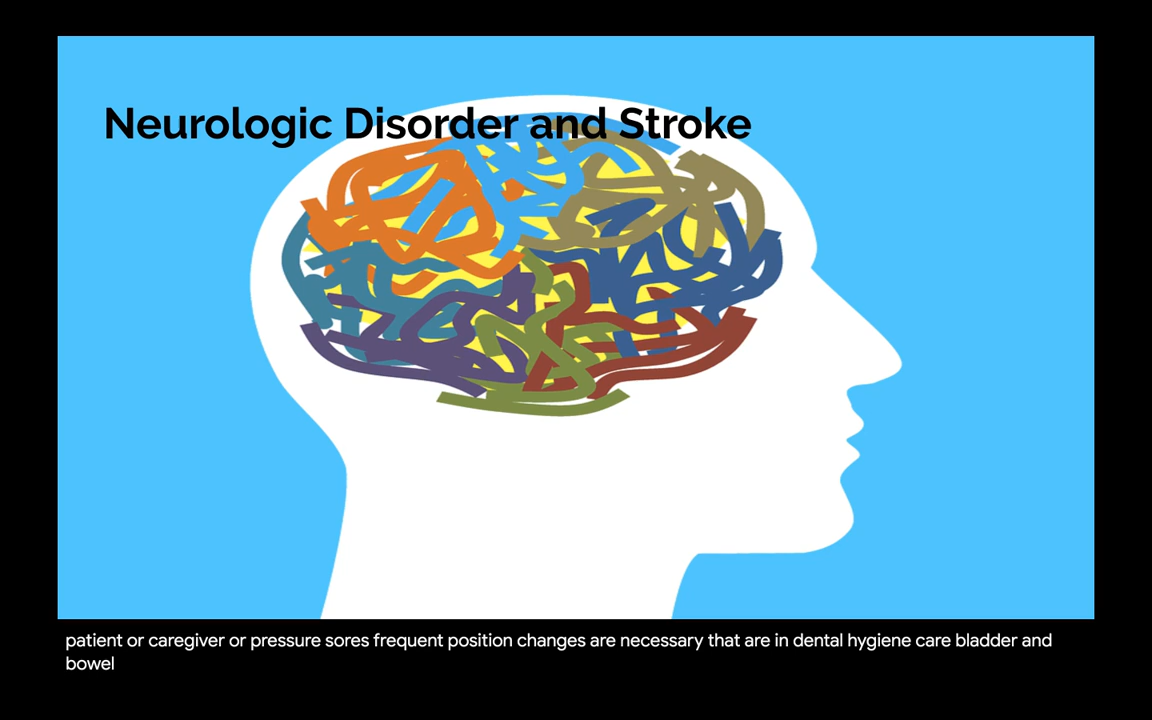 Neurologic Disorder and Stroke
patient or caregiver or pressure sores frequent position changes are necessary that are in dental hygiene care bladder and
bowel